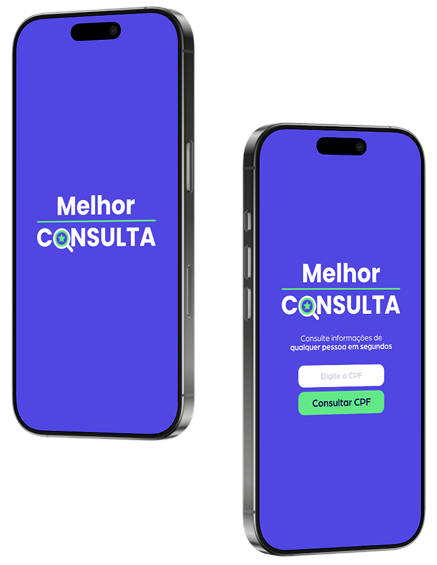 Melhor
CONSULTA
Melhor
CONSULTA
Consulte informações de
qualquer pessoa em segundos
Digite o CPF
Consultar CPF